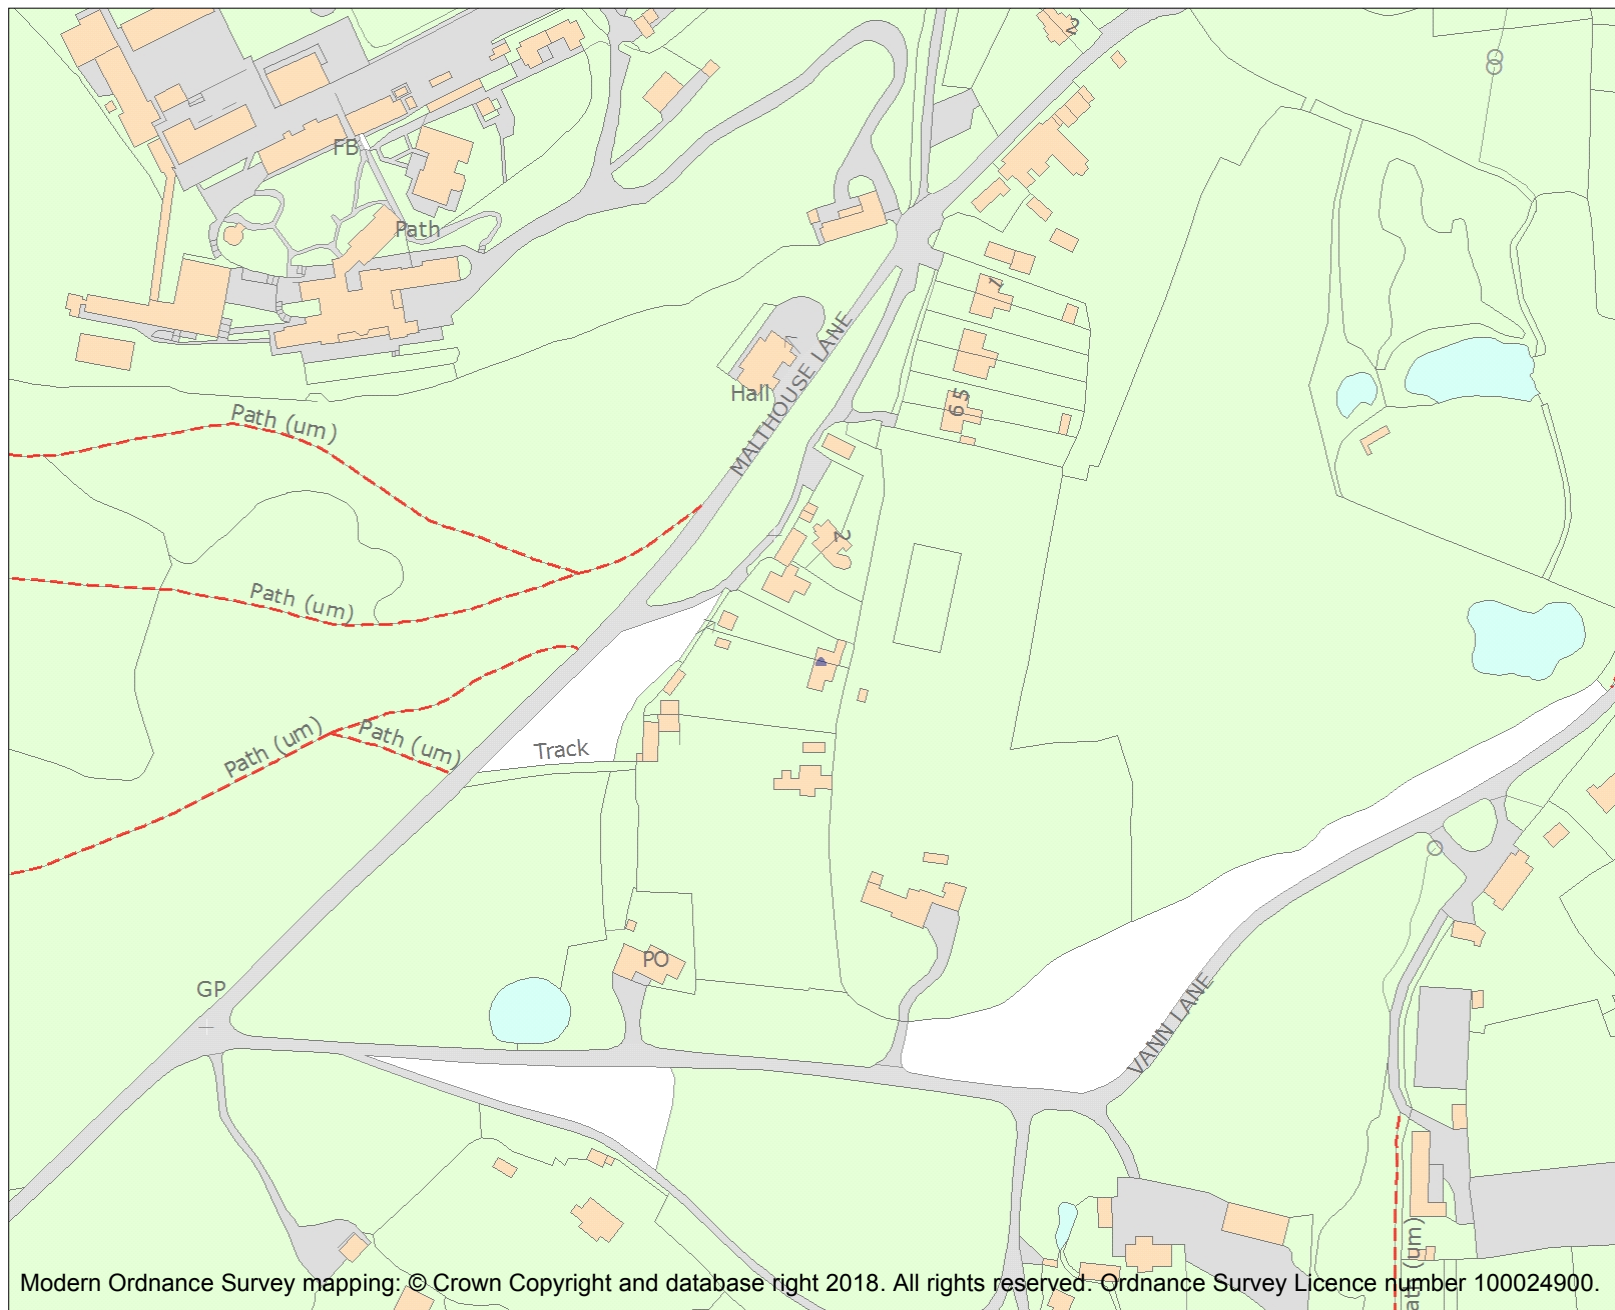 2
FB
Path
1
MALTHOUSE LANE
Hall
5
6
Path (um)
2
Path (um)
Path (um)
Path (um)
Track
PO
GP
VANN LANE
Path (um)
Modern Ordnance Survey mapping: © Crown Copyright and database right 2018. All rights reserved. Ordnance Survey Licence number 100024900.